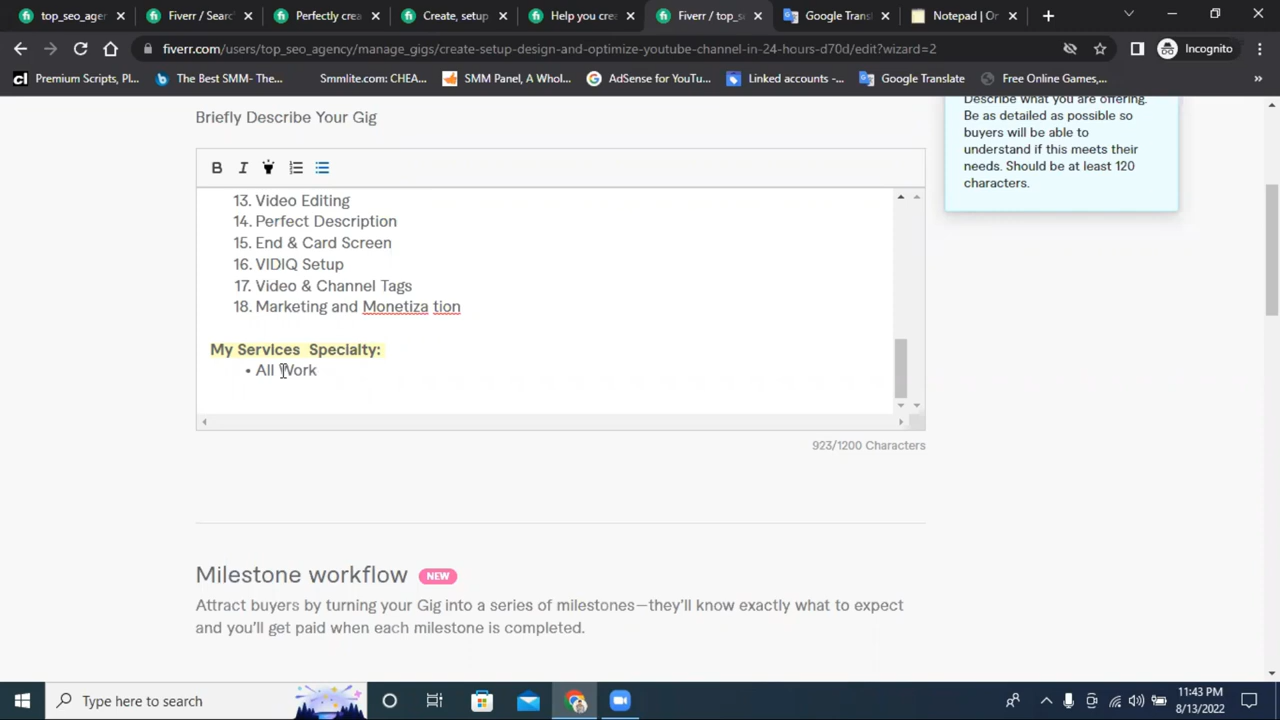 top_seo_agency
Fiverr / Searc
Perfectly crea
Create, setup
Help you crea
Fiverr / top_s
Google Transl
Notepad | Or
fiverr.com/users/top_seo_agency/manage_gigs/create-setup-design-and-optimize-youtube-channel-in-24-hours-d70d/edit?wizard=2
Incognito
Premium Scripts, Pl...
The Best SMM- The...
Smmlite.com: CHEA...
SMM Panel, A Whol...
AdSense for YouTu...
Linked accounts -...
Google Translate
Free Online Games,...
Briefly Describe Your Gig
Describe what you are offering.
Be as detailed as possible so
buyers will be able to
understand if this meets their
needs. Should be at least 120
characters.
B I
13. Video Editing
14. Perfect Description
15. End & Card Screen
16. VIDIQ Setup
17. Video & Channel Tags
18. Marketing and Monetiza tion
My Services  Specialty:
• All Work
923/1200 Characters
Milestone workflow NEW
Attract buyers by turning your Gig into a series of milestones—they'll know exactly what to expect
and you'll get paid when each milestone is completed.
Type here to search
11:43 PM
8/13/2022